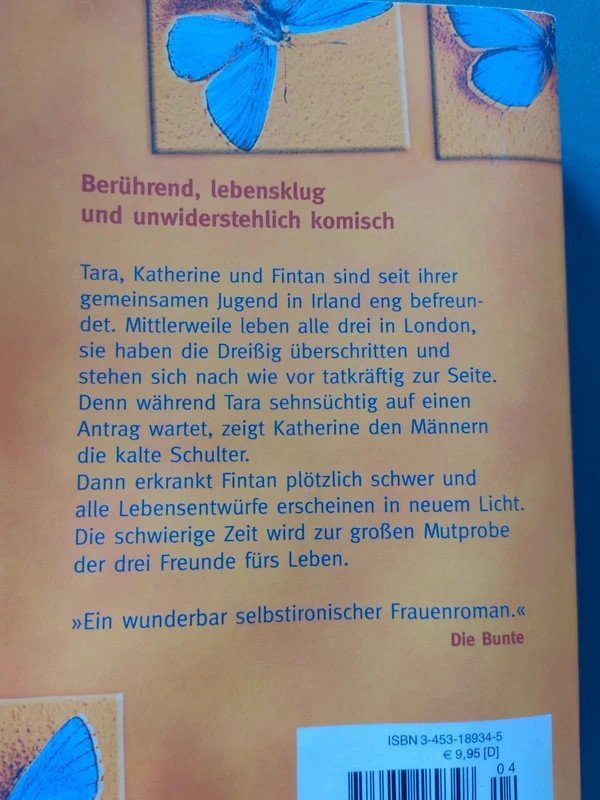 Berührend, lebensklug
und unwiderstehlich komisch
Tara, Katherine und Fintan sind seit ihrer
gemeinsamen Jugend in Irland eng befreun-
det. Mittlerweile leben alle drei in London,
sie haben die Dreißig überschritten und
stehen sich nach wie vor tatkräftig zur Seite.
Denn während Tara sehnsüchtig auf einen
Antrag wartet, zeigt Katherine den Männern
die kalte Schulter.
Dann erkrankt Fintan plötzlich schwer und
alle Lebensentwürfe erscheinen in neuem Licht.
Die schwierige Zeit wird zur großen Mutprobe
der drei Freunde fürs Leben.
»Ein wunderbar selbstironischer Frauenroman.«
Die Bunte
ISBN 3-453-18934-5
€ 9,95 [D]
04